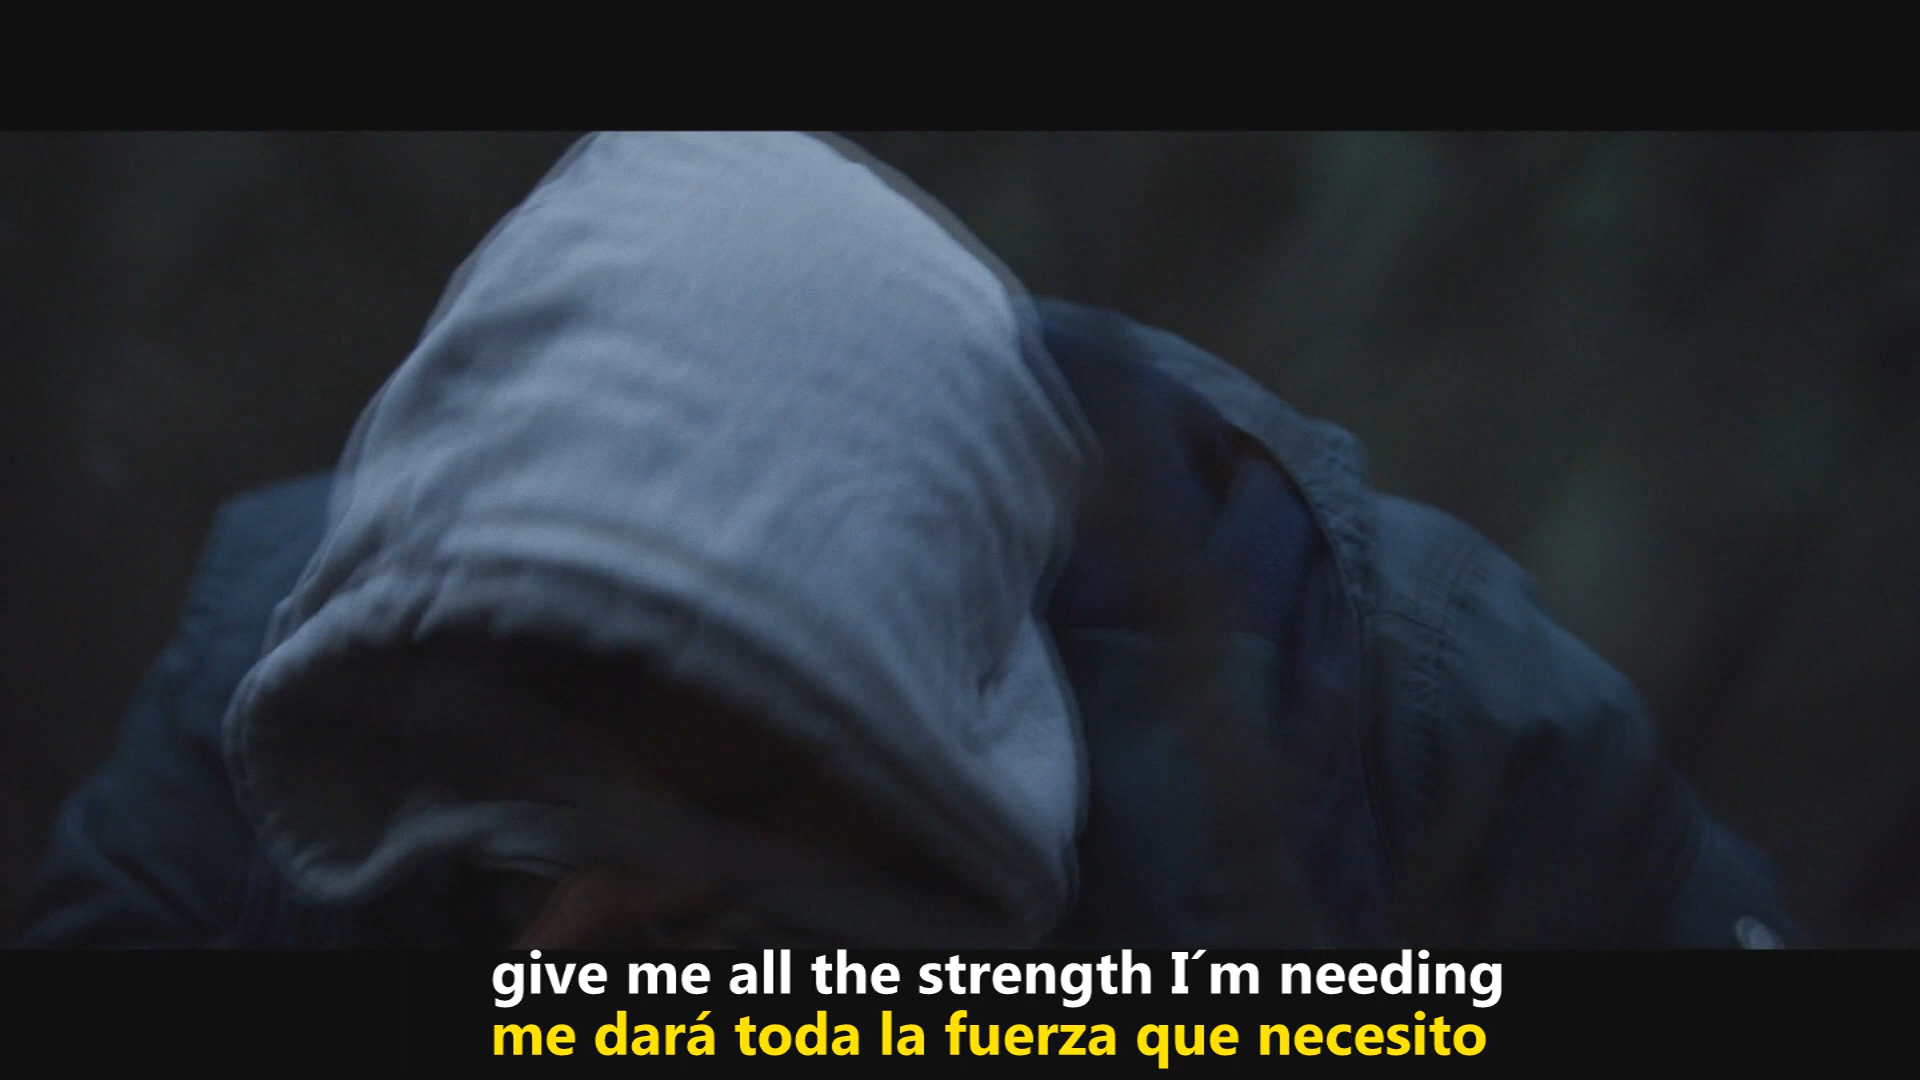 give me all the strength I´m needing
me dará toda la fuerza que necesito